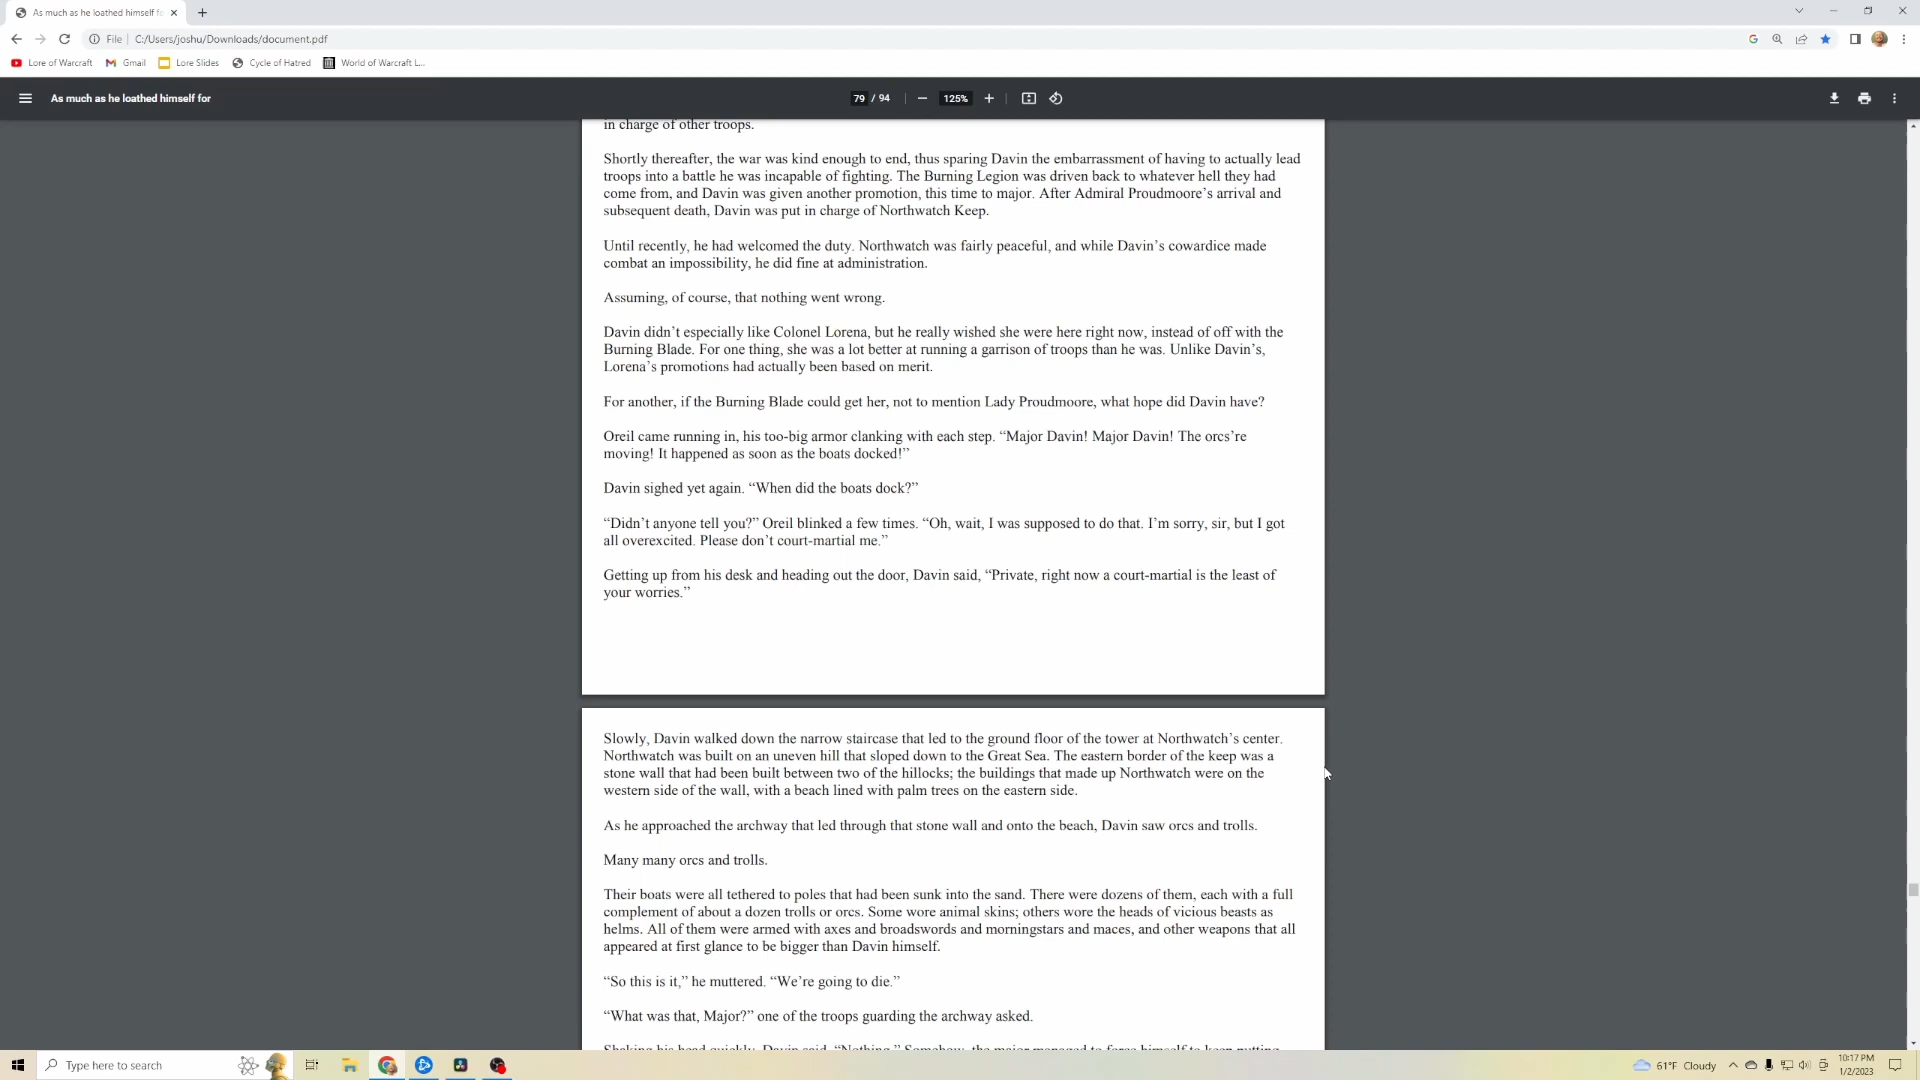 As much as he loathed himself fo
File | C:/Users/joshu/Downloads/document.pdf
Lore of Warcraft Gmail Lore Slides Cycle of Hatred World of Warcraft L...
As much as he loathed himself for 79 / 94 125%
in charge of other troops.
Shortly thereafter, the war was kind enough to end, thus sparing Davin the embarrassment of having to actually lead
troops into a battle he was incapable of fighting. The Burning Legion was driven back to whatever hell they had
come from, and Davin was given another promotion, this time to major. After Admiral Proudmoore’s arrival and
subsequent death, Davin was put in charge of Northwatch Keep.
Until recently, he had welcomed the duty. Northwatch was fairly peaceful, and while Davin’s cowardice made
combat an impossibility, he did fine at administration.
Assuming, of course, that nothing went wrong.
Davin didn’t especially like Colonel Lorena, but he really wished she were here right now, instead of off with the
Burning Blade. For one thing, she was a lot better at running a garrison of troops than he was. Unlike Davin’s,
Lorena’s promotions had actually been based on merit.
For another, if the Burning Blade could get her, not to mention Lady Proudmoore, what hope did Davin have?
Oreil came running in, his too-big armor clanking with each step. “Major Davin! Major Davin! The orcs’re
moving! It happened as soon as the boats docked!”
Davin sighed yet again. “When did the boats dock?”
“Didn’t anyone tell you?” Oreil blinked a few times. “Oh, wait, I was supposed to do that. I’m sorry, sir, but I got
all overexcited. Please don’t court-martial me.”
Getting up from his desk and heading out the door, Davin said, “Private, right now a court-martial is the least of
your worries.”
Slowly, Davin walked down the narrow staircase that led to the ground floor of the tower at Northwatch’s center.
Northwatch was built on an uneven hill that sloped down to the Great Sea. The eastern border of the keep was a
stone wall that had been built between two of the hillocks; the buildings that made up Northwatch were on the
western side of the wall, with a beach lined with palm trees on the eastern side.
As he approached the archway that led through that stone wall and onto the beach, Davin saw orcs and trolls.
Many many orcs and trolls.
Their boats were all tethered to poles that had been sunk into the sand. There were dozens of them, each with a full
complement of about a dozen trolls or orcs. Some wore animal skins; others wore the heads of vicious beasts as
helms. All of them were armed with axes and broadswords and morningstars and maces, and other weapons that all
appeared at first glance to be bigger than Davin himself.
“So this is it,” he muttered. “We’re going to die.”
“What was that, Major?” one of the troops guarding the archway asked.
Shaking his head quickly, Davin said, “Nothing.” Somehow, the major managed to force himself to keep putting
Type here to search 61°F Cloudy 10:17 PM
1/2/2023